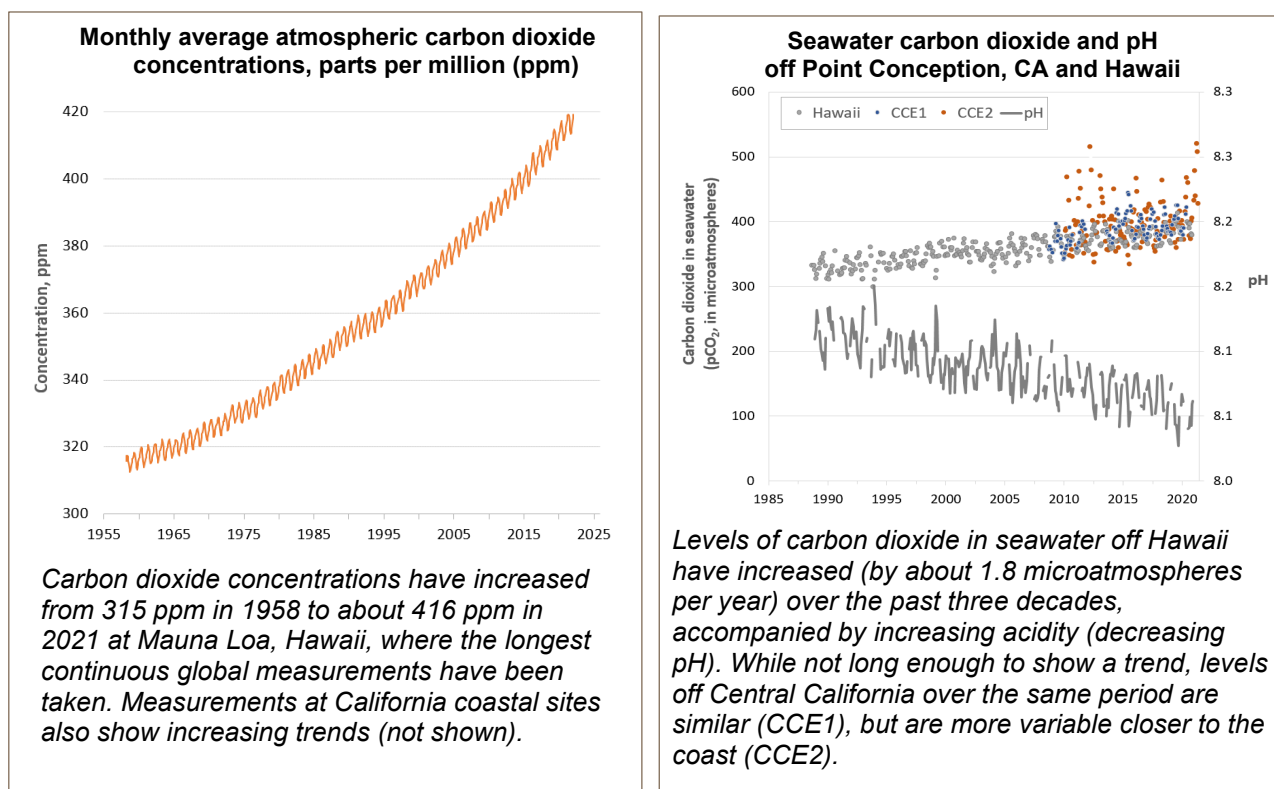 Monthly average atmospheric carbon dioxide
concentrations, parts per million (ppm)
Concentration, ppm
420
400
380
360
340
320
300
1955
1965
1975
1985
1995
2005
2015
2025
Carbon dioxide concentrations have increased
from 315 ppm in 1958 to about 416 ppm in
2021 at Mauna Loa, Hawaii, where the longest
continuous global measurements have been
taken. Measurements at California coastal sites
also show increasing trends (not shown).
Seawater carbon dioxide and pH
off Point Conception, CA and Hawaii
Hawaii
CCE1
CCE2
pH
Carbon dioxide in seawater
(pCO₂, in microatmospheres)
600
500
400
300
200
100
0
8.3
8.3
8.2
8.2
8.1
8.1
8.0
pH
1985
1990
1995
2000
2005
2010
2015
2020
Levels of carbon dioxide in seawater off Hawaii
have increased (by about 1.8 microatmospheres
per year) over the past three decades,
accompanied by increasing acidity (decreasing
pH). While not long enough to show a trend, levels
off Central California over the same period are
similar (CCE1), but are more variable closer to the
coast (CCE2).